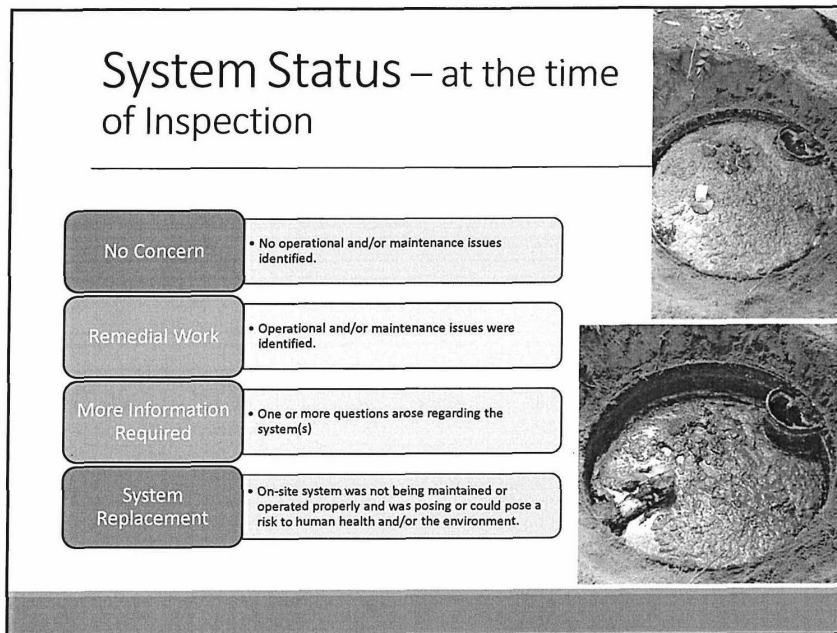 System Status – at the time
of Inspection
No Concern
• No operational and/or maintenance issues
identified.
Remedial Work
• Operational and/or maintenance issues were
identified.
More Information
Required
• One or more questions arose regarding the
system(s)
System
Replacement
• On-site system was not being maintained or
operated properly and was posing or could pose a
risk to human health and/or the environment.